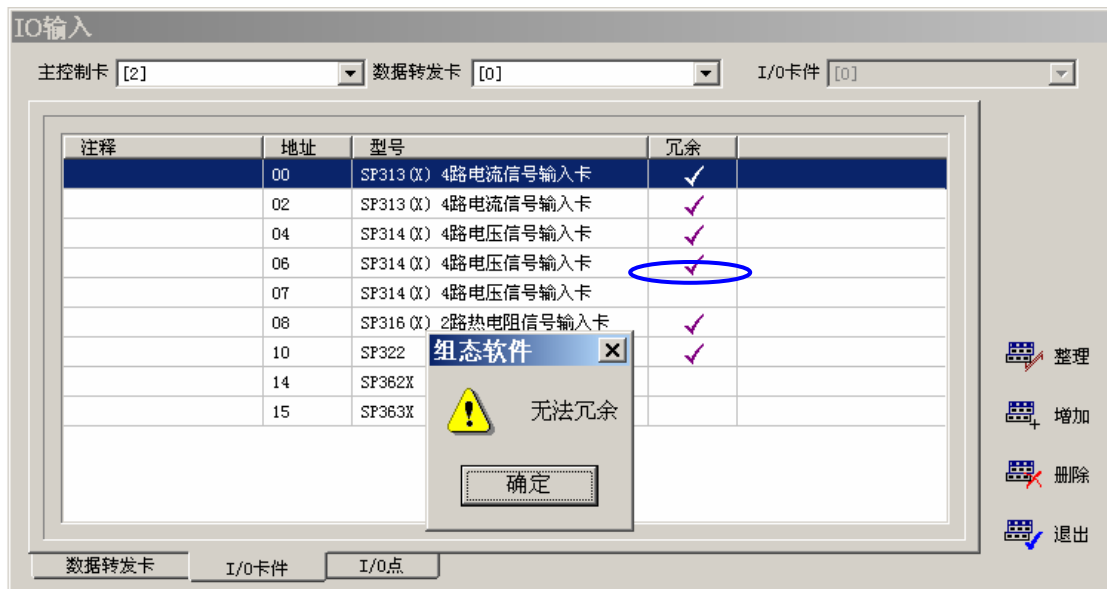 IO输入
主控制卡 [2] 数据转发卡 [0] I/O卡件 [0]
注释 地址 型号 冗余
00 SP313(X) 4路电流信号输入卡
02 SP313(X) 4路电流信号输入卡
04 SP314(X) 4路电压信号输入卡
06 SP314(X) 4路电压信号输入卡
07 SP314(X) 4路电压信号输入卡
08 SP316(X) 2路热电阻信号输入卡
10 SP322
14 SP362X
15 SP363X
组态软件
无法冗余
确定
整理
增加
删除
退出
数据转发卡 I/O卡件 I/O点